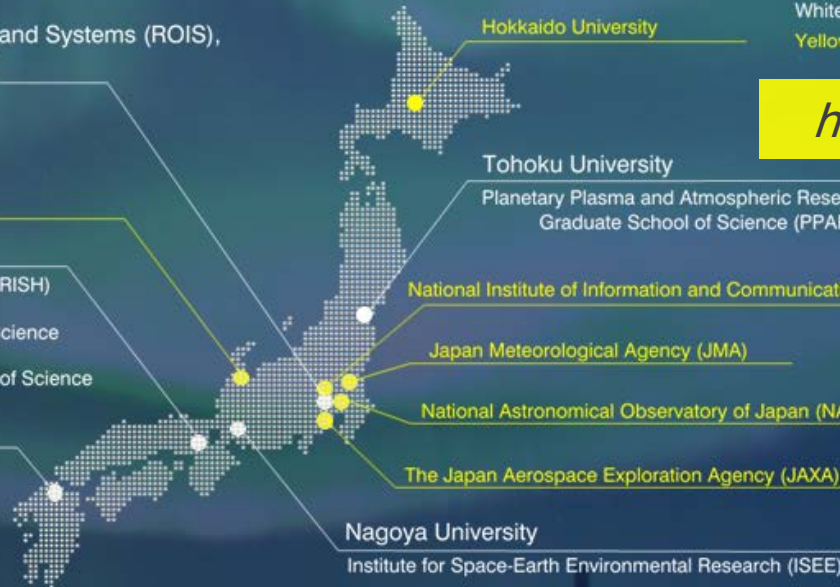 and Systems (ROIS),
Hokkaido University
White
Yellow
h
Tohoku University
Planetary Plasma and Atmospheric Rese
Graduate School of Science (PPA
RISH)
cience
of Science
National Institute of Information and Communicat
Japan Meteorological Agency (JMA)
National Astronomical Observatory of Japan (NA
The Japan Aerospace Exploration Agency (JAXA)
Nagoya University
Institute for Space-Earth Environmental Research (ISEE)